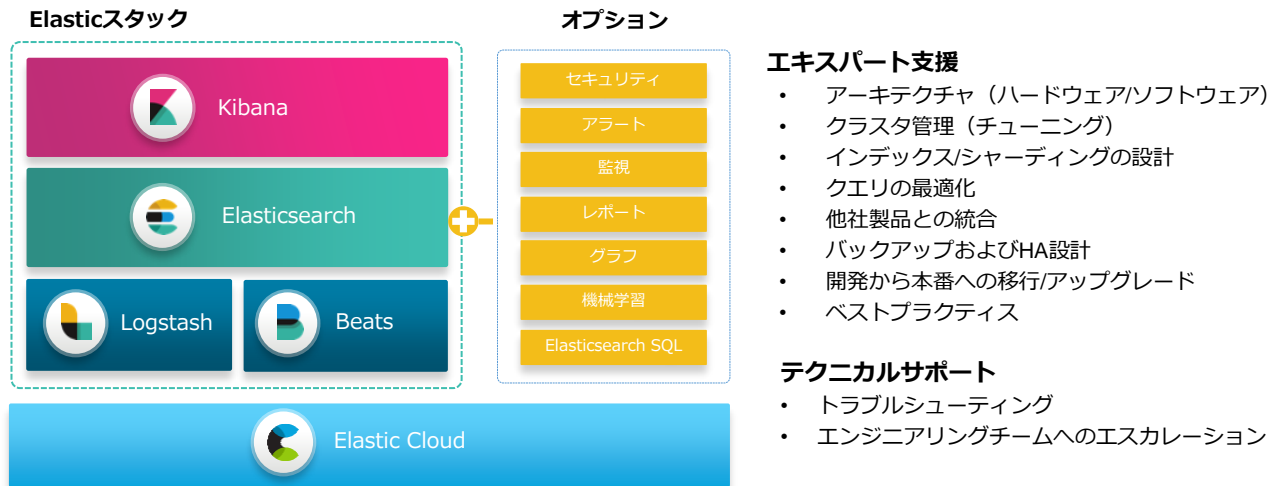 Elasticスタック
Kibana
Elasticsearch
Logstash
Beats
オプション
セキュリティ
アラート
監視
レポート
グラフ
機械学習
Elasticsearch SQL
Elastic Cloud
エキスパート支援
• アーキテクチャ（ハードウェア/ソフトウェア）
• クラスタ管理（チューニング）
• インデックス/シャーディングの設計
• クエリの最適化
• 他社製品との統合
• バックアップおよびHA設計
• 開発から本番への移行/アップグレード
• ベストプラクティス
テクニカルサポート
• トラブルシューティング
• エンジニアリングチームへのエスカレーション